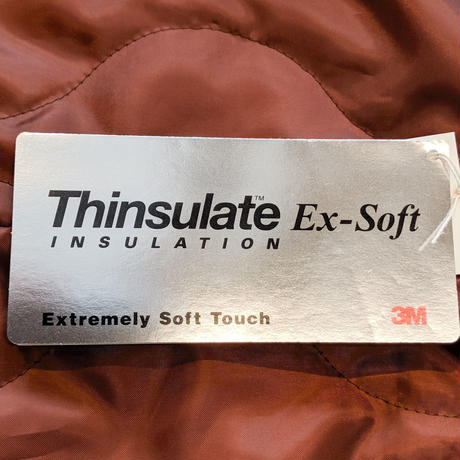 Thinsulate™ Ex-Soft
INSULATION
Extremely Soft Touch
3M